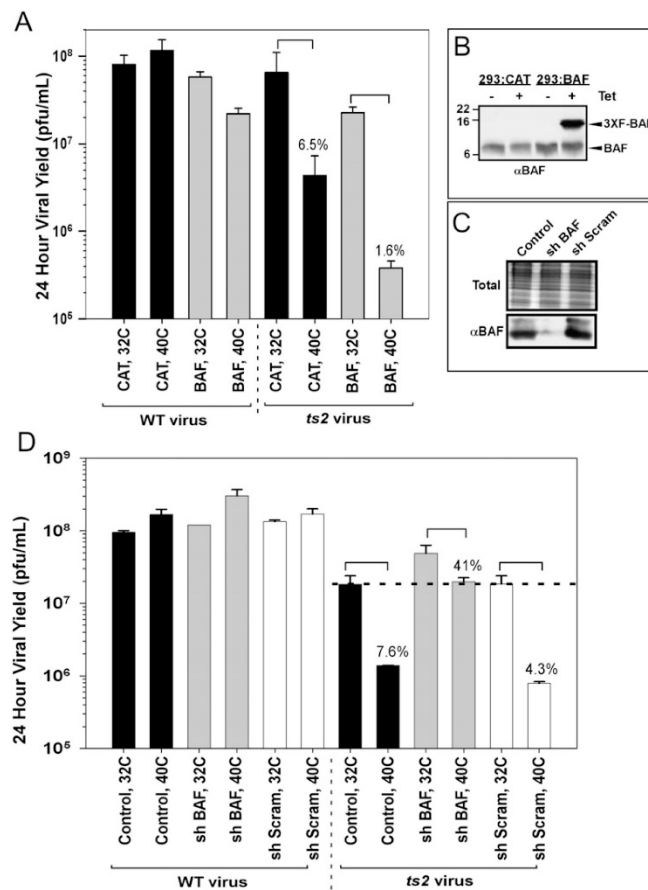 A
24 Hour Viral Yield (pfu/mL)
10⁸
10⁷
10⁶
10⁵
6.5%
1.6%
CAT, 32C
CAT, 40C
BAF, 32C
BAF, 40C
CAT, 32C
CAT, 40C
BAF, 32C
BAF, 40C
WT virus
ts2 virus
B
293:CAT 293:BAF
- + - + Tet
22
16
6
3XF-BAF
BAF
αBAF
C
Control
sh BAF
sh Scram
Total
αBAF
D
24 Hour Viral Yield (pfu/mL)
10⁹
10⁸
10⁷
10⁶
10⁵
7.6%
41%
4.3%
Control, 32C
Control, 40C
sh BAF, 32C
sh BAF, 40C
sh Scram, 32C
sh Scram, 40C
Control, 32C
Control, 40C
sh BAF, 32C
sh BAF, 40C
sh Scram, 32C
sh Scram, 40C
WT virus
ts2 virus